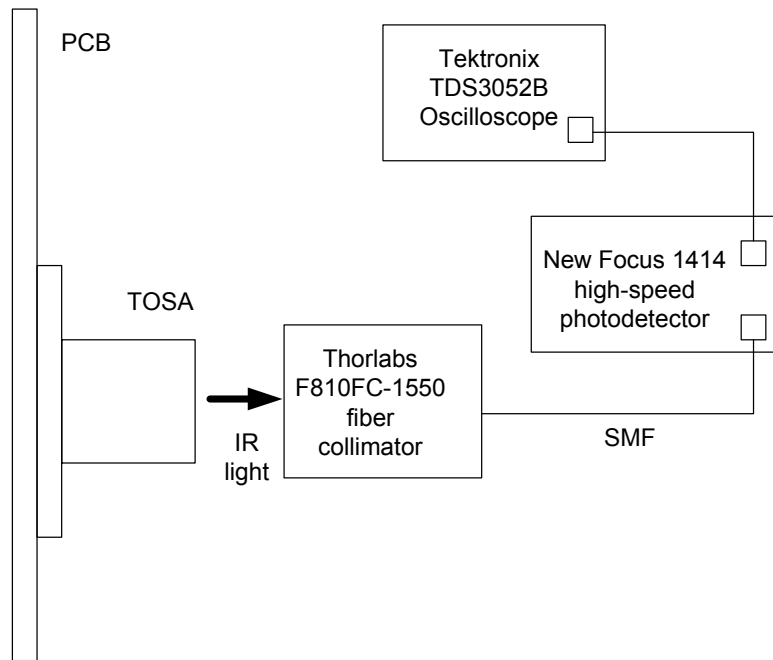 PCB
Tektronix
TDS3052B
Oscilloscope
New Focus 1414
high-speed
photodetector
TOSA
Thorlabs
F810FC-1550
fiber
collimator
IR
light
SMF